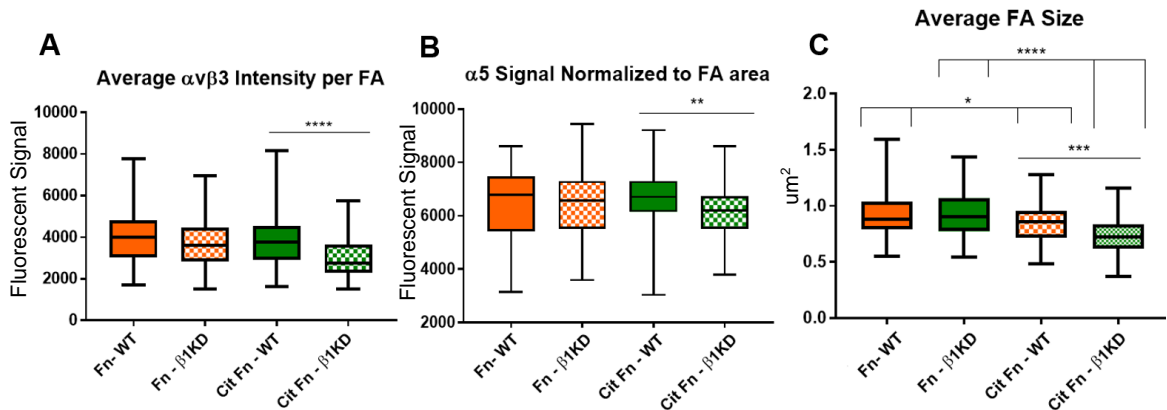 A
Average αvβ3 Intensity per FA
****
10000
8000
6000
4000
2000
0
Fluorescent Signal
Fn- WT
Fn - β1KD
Cit Fn - WT
Cit Fn - β1KD
B
α5 Signal Normalized to FA area
**
10000
8000
6000
4000
2000
Fluorescent Signal
Fn- WT
Fn - β1KD
Cit Fn - WT
Cit Fn - β1KD
C
Average FA Size
****
*
***
2.0
1.5
1.0
0.5
0.0
um²
Fn- WT
Fn - β1KD
Cit Fn - WT
Cit Fn - β1KD